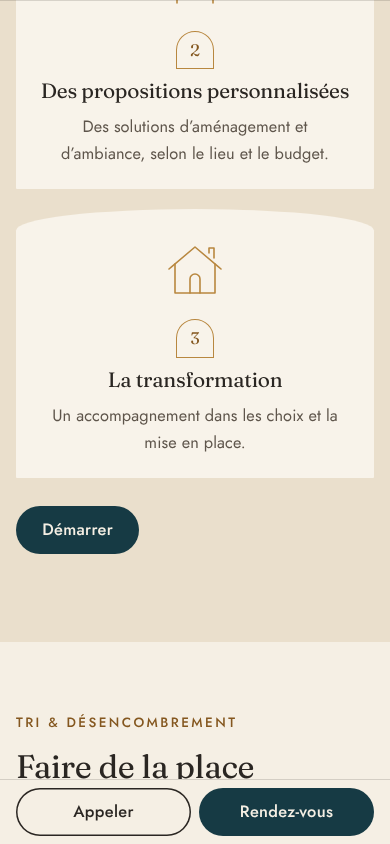 2
Des propositions personnalisées
Des solutions d’aménagement et
d’ambiance, selon le lieu et le budget.
3
La transformation
Un accompagnement dans les choix et la
mise en place.
Démarrer
TRI & DÉSENCOMBREMENT
Faire de la place
Appeler
Rendez-vous